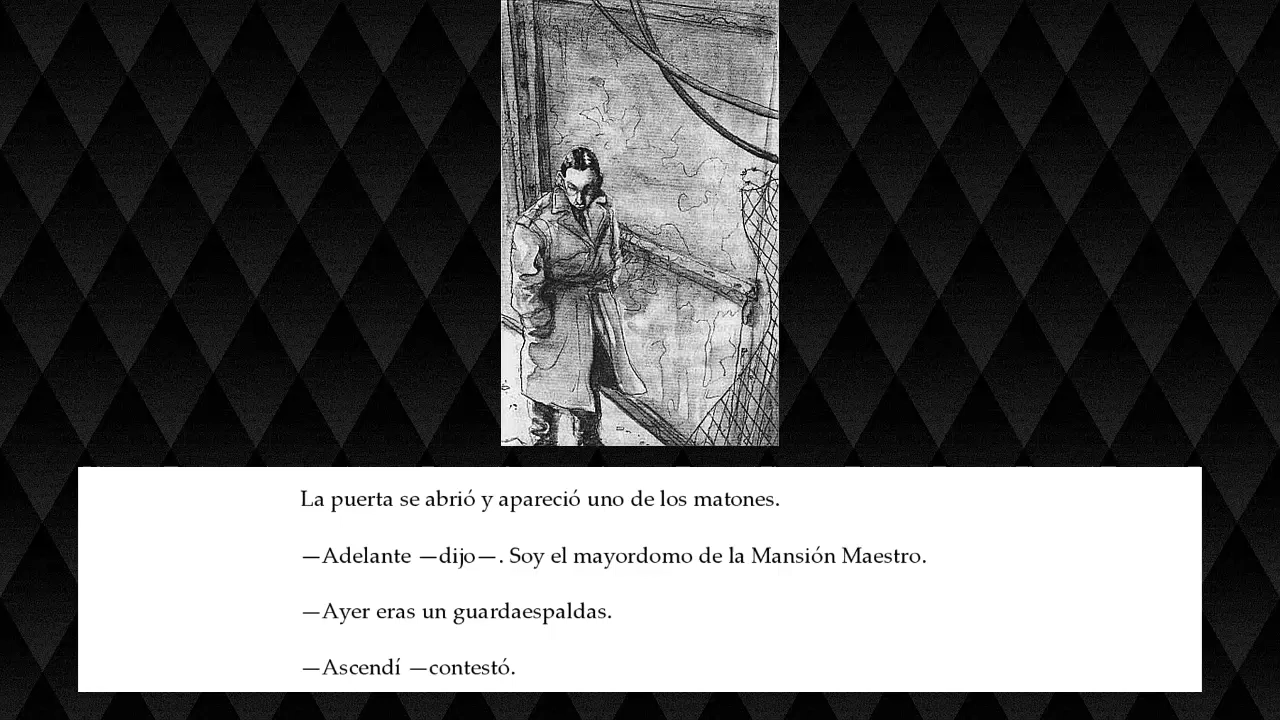 La puerta se abrió y apareció uno de los matones.
—Adelante —dijo—. Soy el mayordomo de la Mansión Maestro.
—Ayer eras un guardaespaldas.
—Ascendí —contestó.